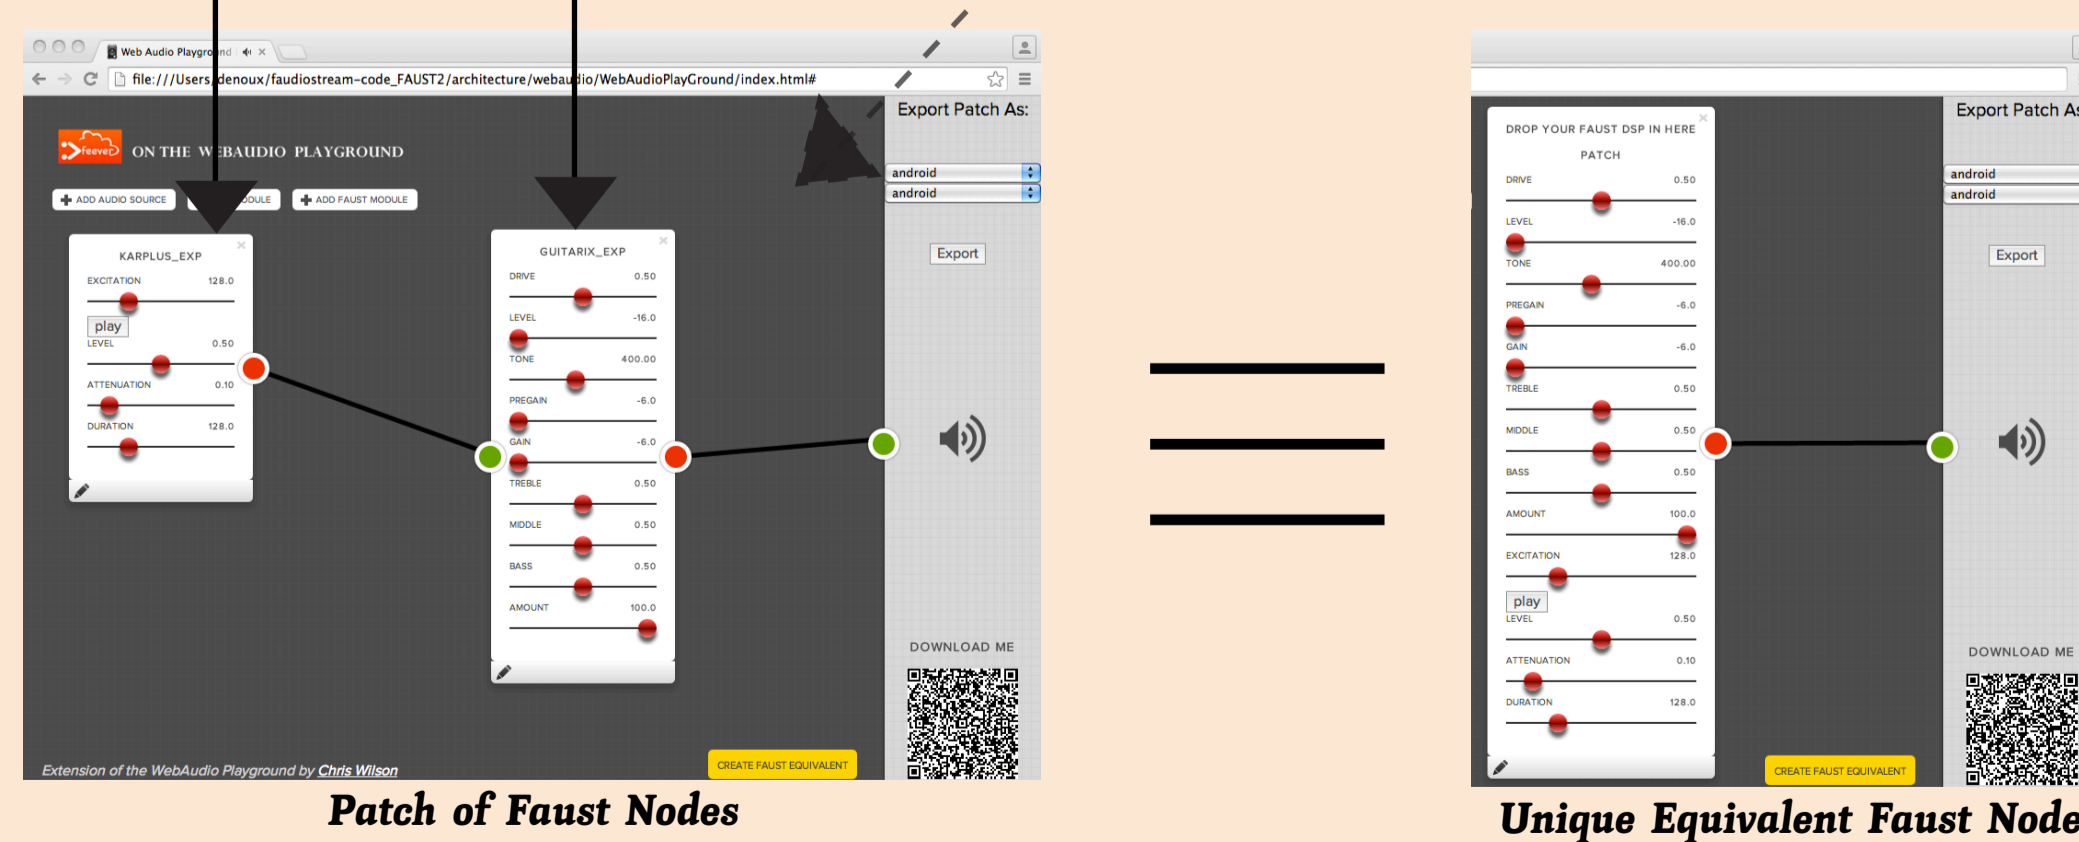 Web Audio Playground
file:///Users/denoux/faudiostream-code_FAUST2/architecture/webaudio/WebAudioPlayGround/index.html#
feever
ON THE WEBAUDIO PLAYGROUND
ADD AUDIO SOURCE
ADD FAUST MODULE
KARPLUS_EXP
EXCITATION 128.0
play
LEVEL 0.50
ATTENUATION 0.10
DURATION 128.0
GUITARIX_EXP
DRIVE 0.50
LEVEL -16.0
TONE 400.00
PREGAIN -6.0
GAIN -6.0
TREBLE 0.50
MIDDLE 0.50
BASS 0.50
AMOUNT 100.0
Export Patch As:
android
android
Export
DOWNLOAD ME
CREATE FAUST EQUIVALENT
Extension of the WebAudio Playground by Chris Wilson
Patch of Faust Nodes
DROP YOUR FAUST DSP IN HERE
PATCH
DRIVE 0.50
LEVEL -16.0
TONE 400.00
PREGAIN -6.0
GAIN -6.0
TREBLE 0.50
MIDDLE 0.50
BASS 0.50
AMOUNT 100.0
EXCITATION 128.0
play
LEVEL 0.50
ATTENUATION 0.10
DURATION 128.0
Export Patch As
android
android
Export
DOWNLOAD ME
CREATE FAUST EQUIVALENT
Unique Equivalent Faust Node